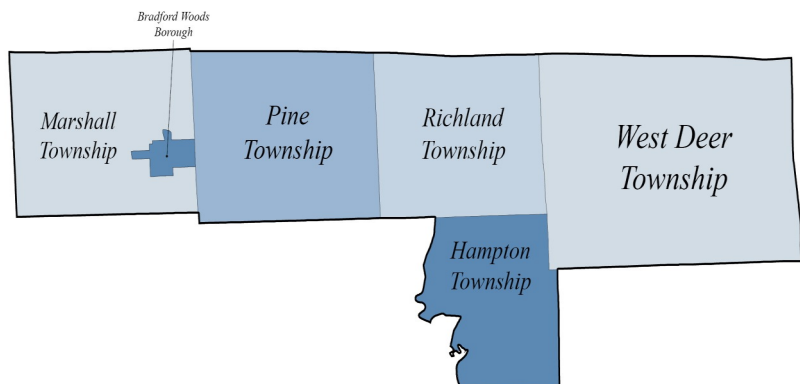 Bradford Woods
Borough
Marshall
Township
Pine
Township
Richland
Township
West Deer
Township
Hampton
Township